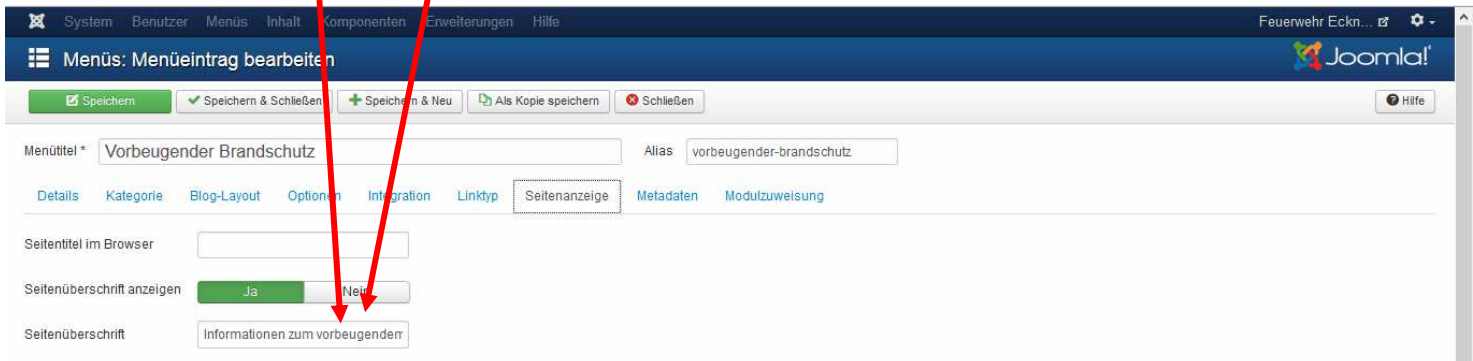 System Benutzer Menüs Inhalt Komponenten Erweiterungen Hilfe Feuerwehr Eckn...
Menüs: Menüeintrag bearbeiten Joomla!
Speichern Speichern & Schließen Speichern & Neu Als Kopie speichern Schließen Hilfe
Menütitel * Vorbeugender Brandschutz Alias vorbeugender-brandschutz
Details Kategorie Blog-Layout Optionen Integration Linktyp Seitenanzeige Metadaten Modulzuweisung
Seitentitel im Browser
Seitenüberschrift anzeigen Ja Nein
Seitenüberschrift Informationen zum vorbeugenden